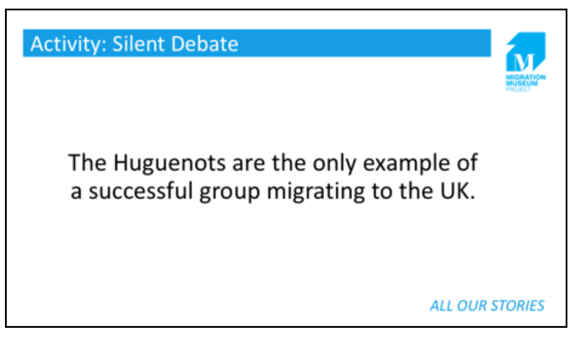 Activity: Silent Debate
M
MIGRATION
MUSEUM
PROJECT
The Huguenots are the only example of
a successful group migrating to the UK.
ALL OUR STORIES